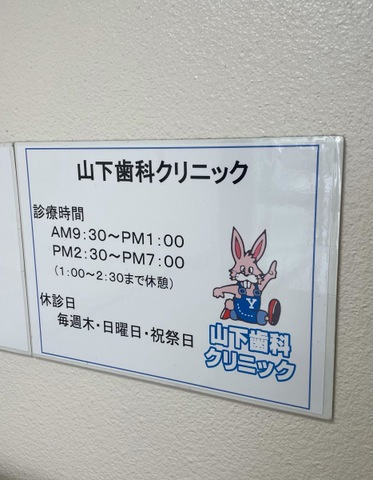 山下歯科クリニック
診療時間
AM9:30～PM1:00
PM2:30～PM7:00
(1:00～2:30まで休憩)
休診日
毎週木・日曜日・祝祭日
Y
山下歯科
クリニック